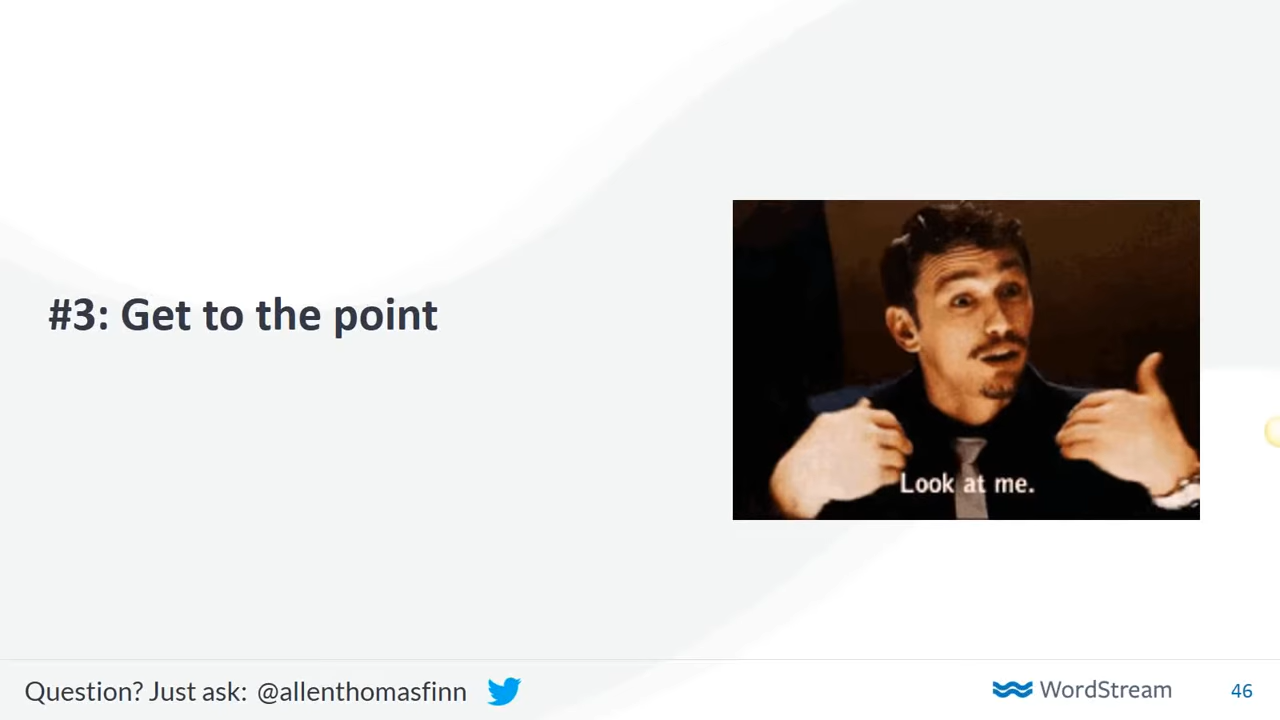 #3: Get to the point
Look at me.
Question? Just ask: @allenthomasfinn
WordStream
46